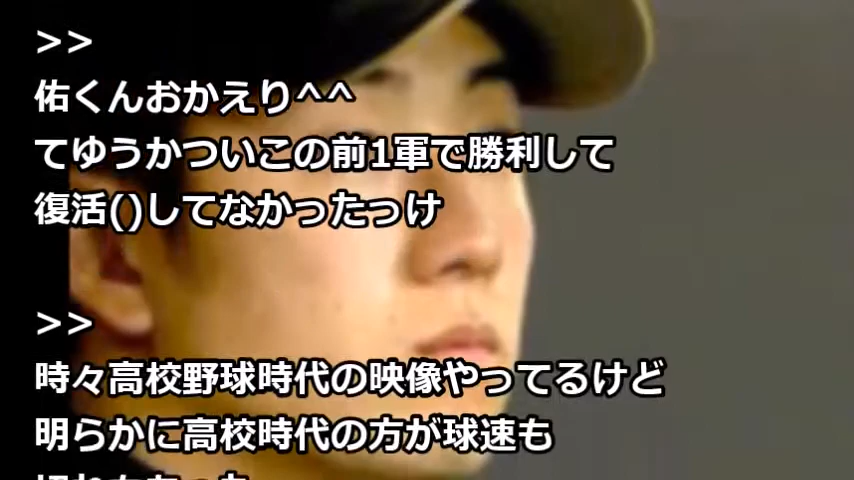 >>
佑くんおかえり^^
てゆうかついこの前1軍で勝利して
復活()してなかったっけ
>>
時々高校野球時代の映像やってるけど
明らかに高校時代の方が球速も